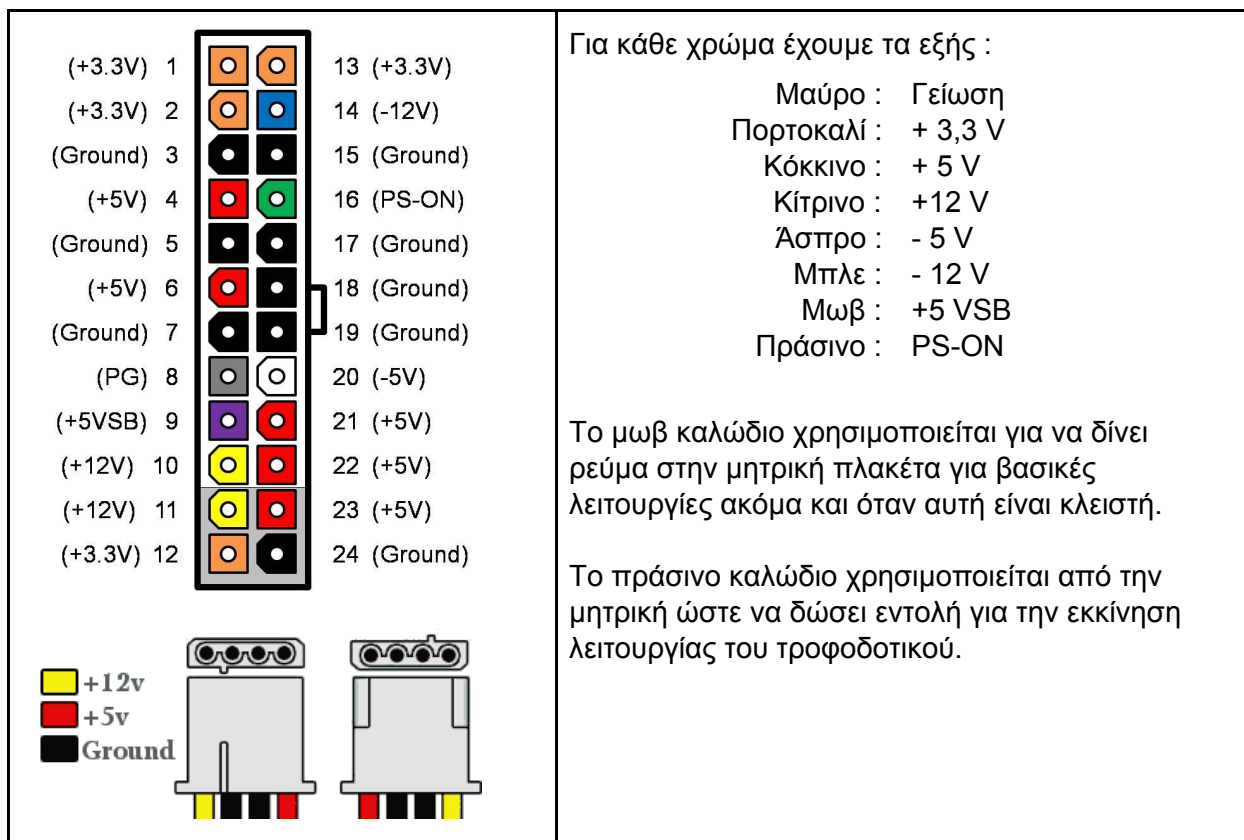 (+3.3V) 1 13 (+3.3V)
(+3.3V) 2 14 (-12V)
(Ground) 3 15 (Ground)
(+5V) 4 16 (PS-ON)
(Ground) 5 17 (Ground)
(+5V) 6 18 (Ground)
(Ground) 7 19 (Ground)
(PG) 8 20 (-5V)
(+5VSB) 9 21 (+5V)
(+12V) 10 22 (+5V)
(+12V) 11 23 (+5V)
(+3.3V) 12 24 (Ground)
+12v
+5v
Ground
Για κάθε χρώμα έχουμε τα εξής :
Μαύρο : Γείωση
Πορτοκαλί : + 3,3 V
Κόκκινο : + 5 V
Κίτρινο : +12 V
Άσπρο : - 5 V
Μπλε : - 12 V
Μωβ : +5 VSB
Πράσινο : PS-ON
Το μωβ καλώδιο χρησιμοποιείται για να δίνει
ρεύμα στην μητρική πλακέτα για βασικές
λειτουργίες ακόμα και όταν αυτή είναι κλειστή.
Το πράσινο καλώδιο χρησιμοποιείται από την
μητρική ώστε να δώσει εντολή για την εκκίνηση
λειτουργίας του τροφοδοτικού.